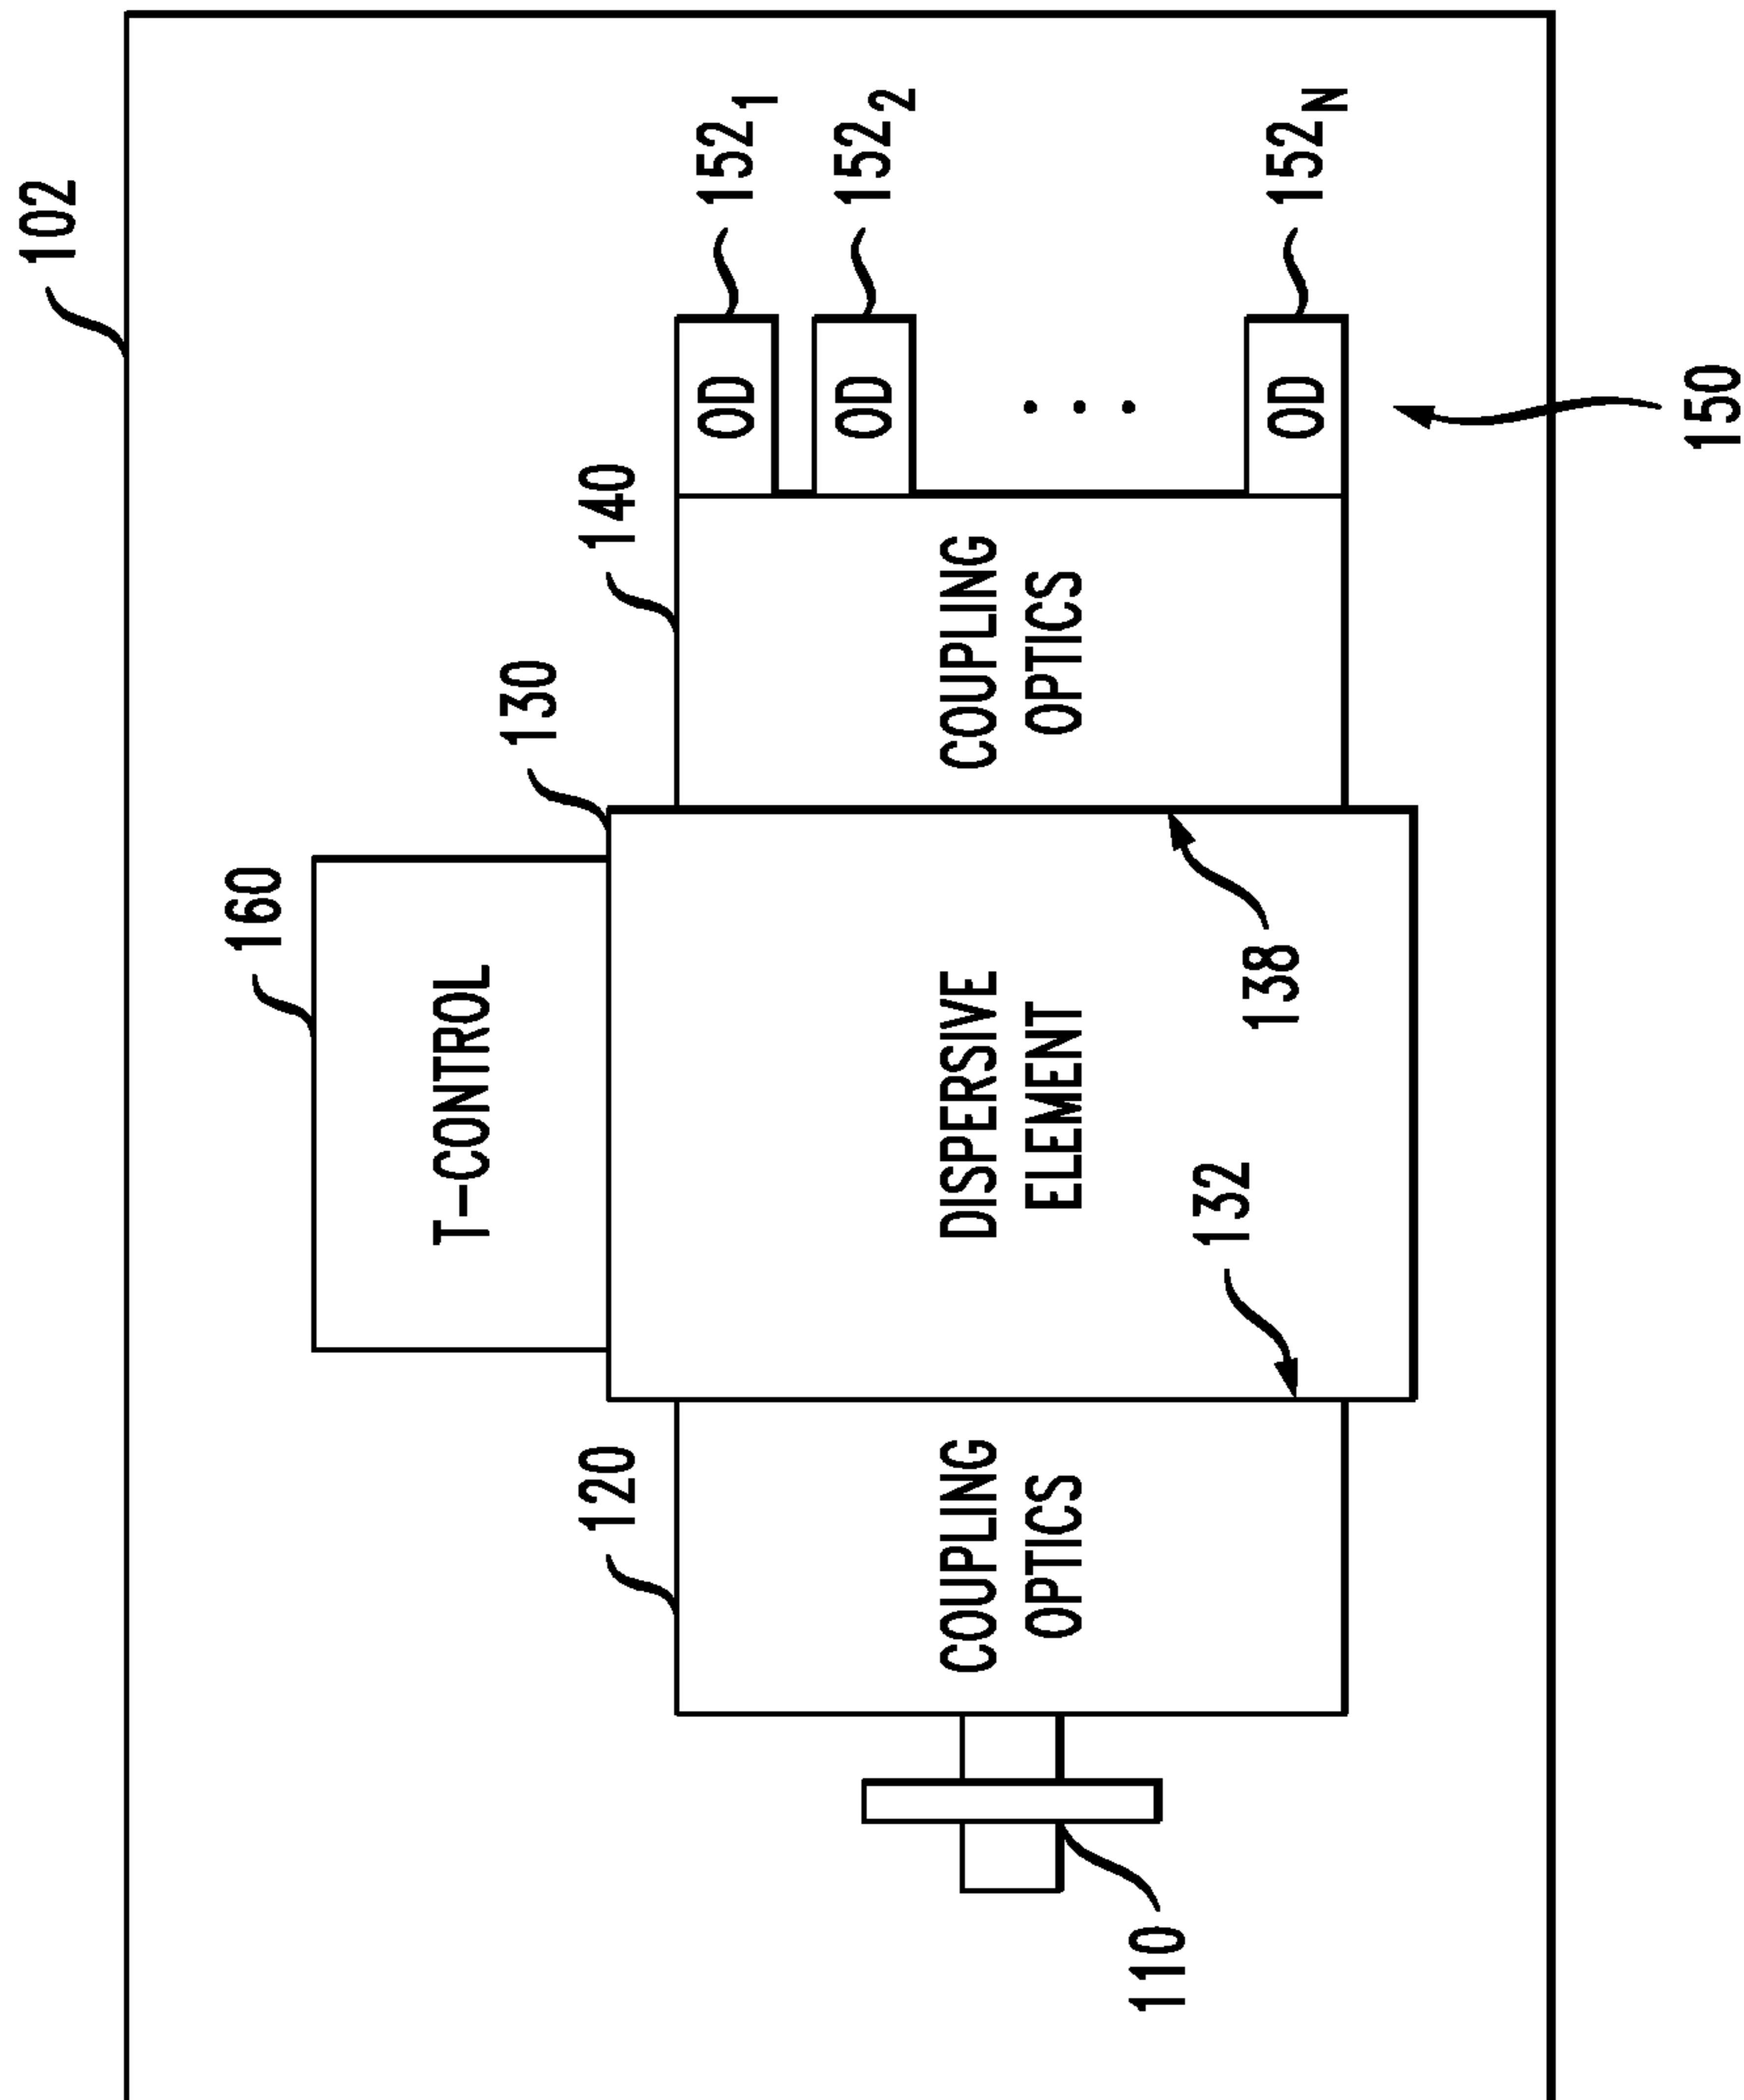 102
160
T-CONTROL
130
140
120
COUPLING
OPTICS
DISPERSIVE
ELEMENT
COUPLING
OPTICS
OD
152₁
OD
152₂
OD
152N
110
132
138
150